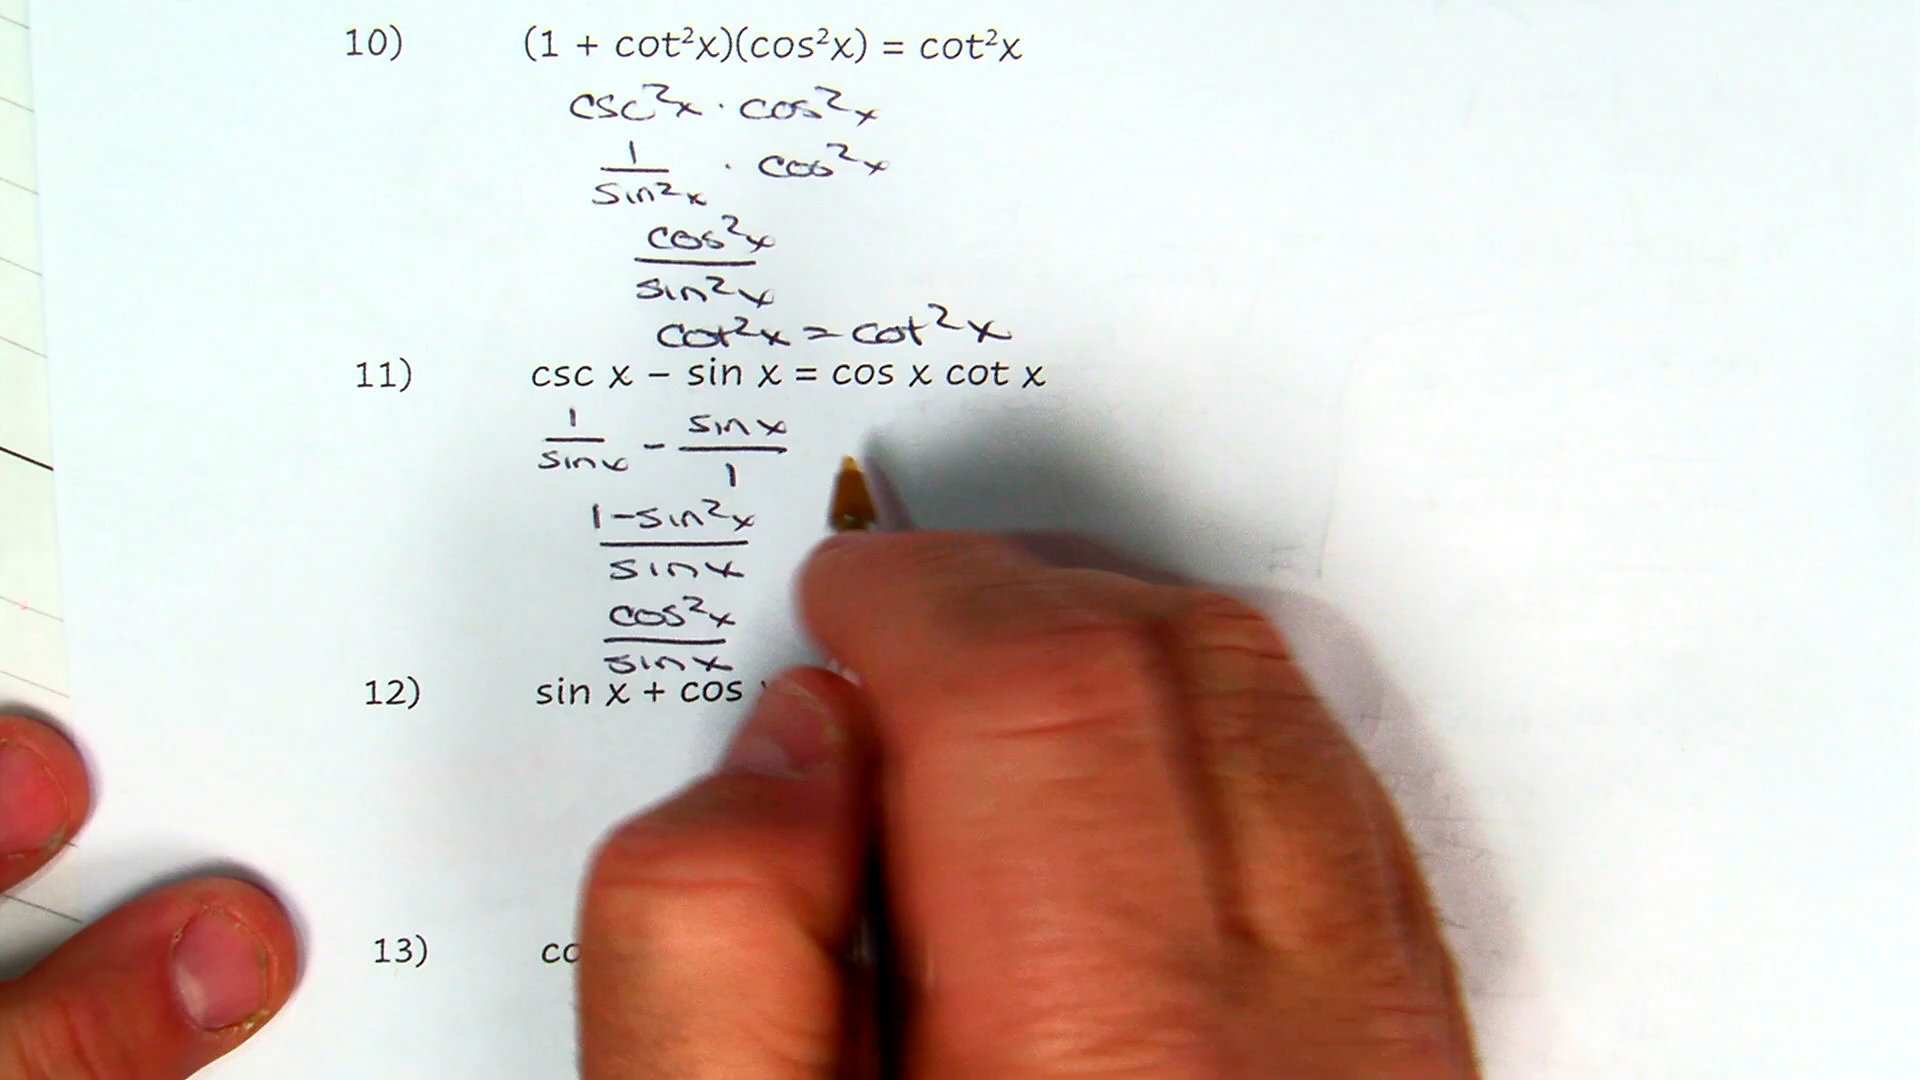 10) (1 + cot²x)(cos²x) = cot²x
csc²x · cos²x
1 · cos²x
sin²x
cos²x
sin²x
cot²x = cot²x
11) csc x – sin x = cos x cot x
1 – sin x
sin x 1
1-sin²x
sin x
cos²x
sin x
12) sin x + cos
13)